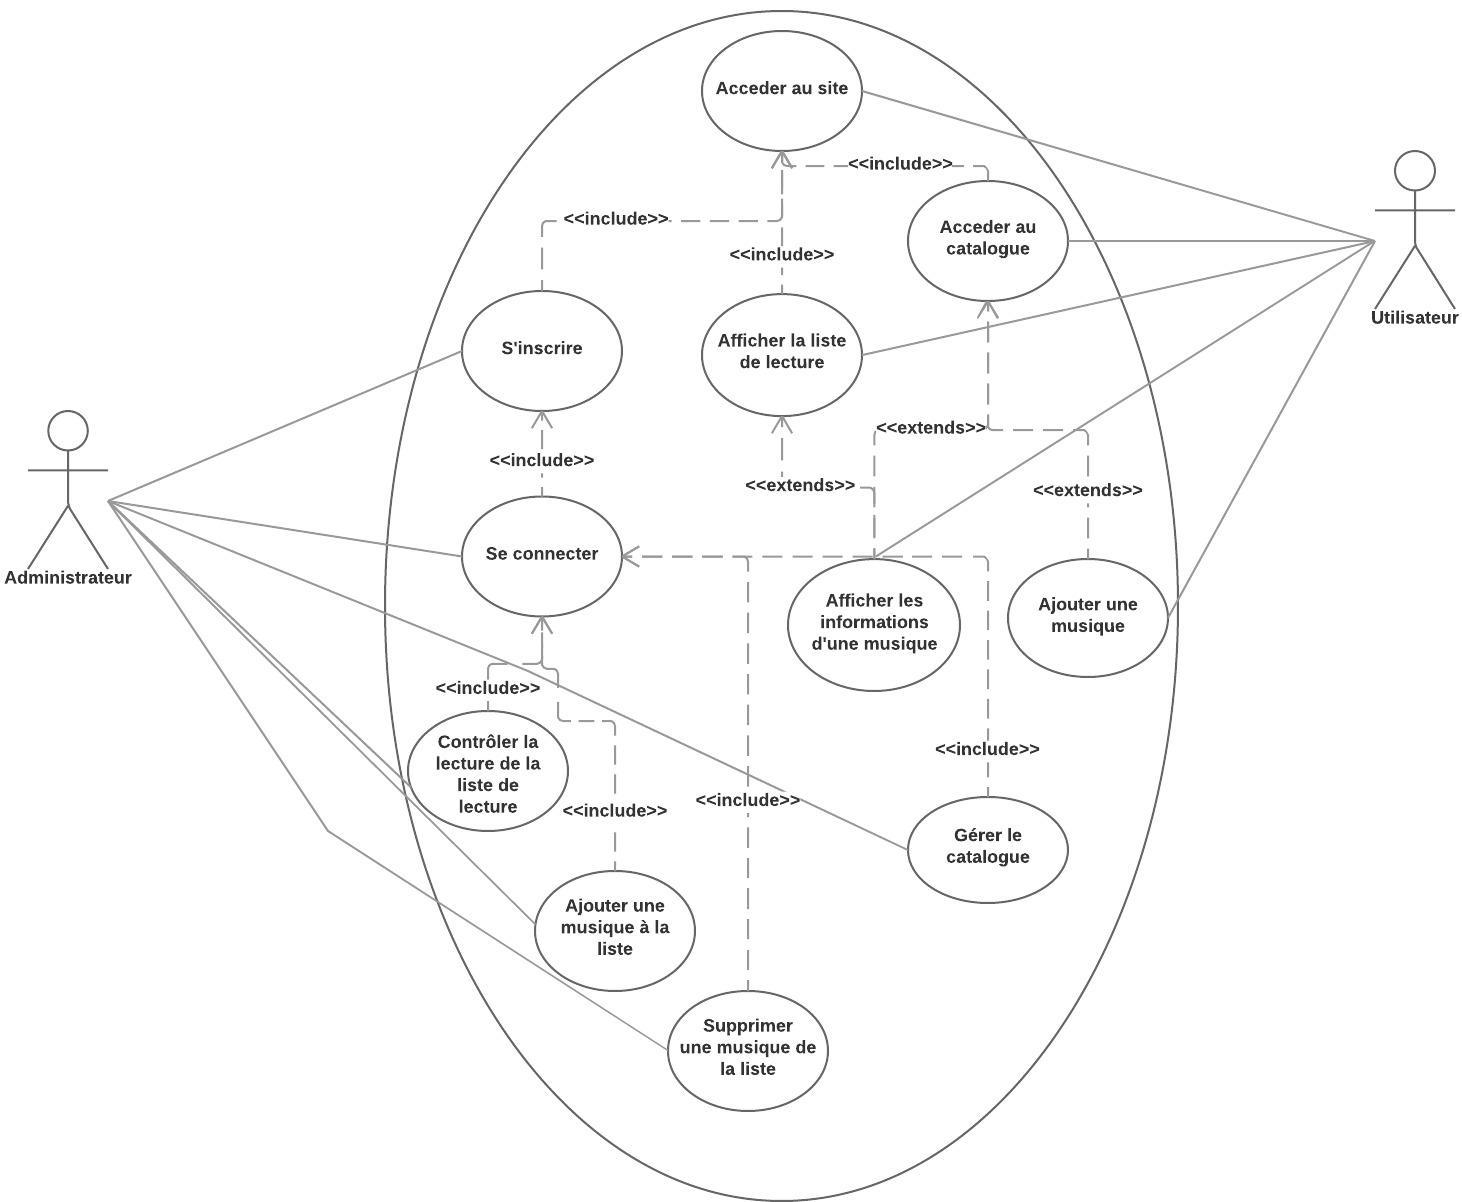 Acceder au site
<<include>>
<<include>>
Acceder au
catalogue
<<include>>
Utilisateur
S'inscrire
Afficher la liste
de lecture
<<extends>>
<<include>>
<<extends>>
<<extends>>
Se connecter
Administrateur
Afficher les
informations
d'une musique
Ajouter une
musique
<<include>>
Contrôler la
lecture de la
liste de
lecture
<<include>>
<<include>>
<<include>>
Gérer le
catalogue
Ajouter une
musique à la
liste
Supprimer
une musique de
la liste